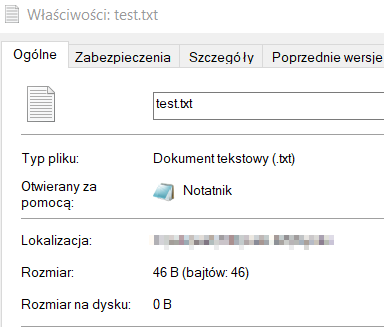 Właściwości: test.txt
Ogólne Zabezpieczenia Szczegóły Poprzednie wersje
test.txt
Typ pliku: Dokument tekstowy (.txt)
Otwierany za pomocą: Notatnik
Lokalizacja:
Rozmiar: 46 B (bajtów: 46)
Rozmiar na dysku: 0 B